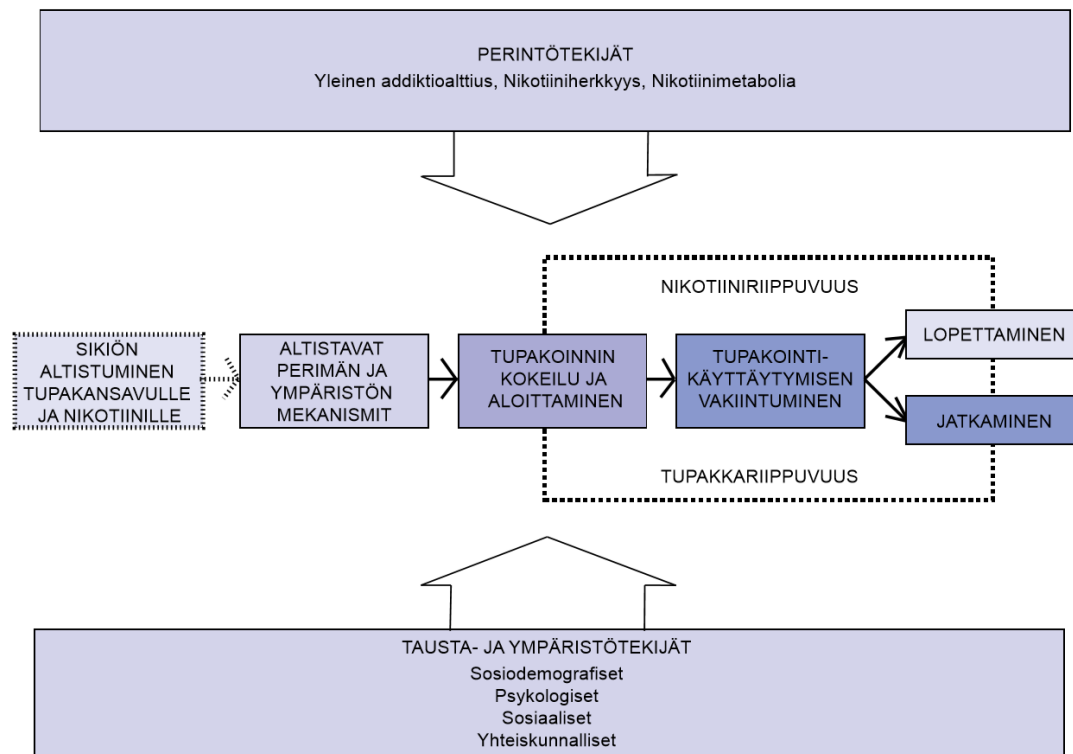 PERINTÖTEKIJÄT
Yleinen addiktioalttius, Nikotiiniherkkyys, Nikotiinimetabolia
NIKOTIINIRIIPPUVUUS
SIKIÖN
ALTISTUMINEN
TUPAKANSAVULLE
JA NIKOTIINILLE
ALTISTAVAT
PERIMÄN JA
YMPÄRISTÖN
MEKANISMIT
TUPAKOINNIN
KOKEILU JA
ALOITTAMINEN
TUPAKOINTI-
KÄYTTÄYTYMISEN
VAKIINTUMINEN
LOPETTAMINEN
JATKAMINEN
TUPAKKARIIPPUVUUS
TAUSTA- JA YMPÄRISTÖTEKIJÄT
Sosiodemografiset
Psykologiset
Sosiaaliset
Yhteiskunnalliset